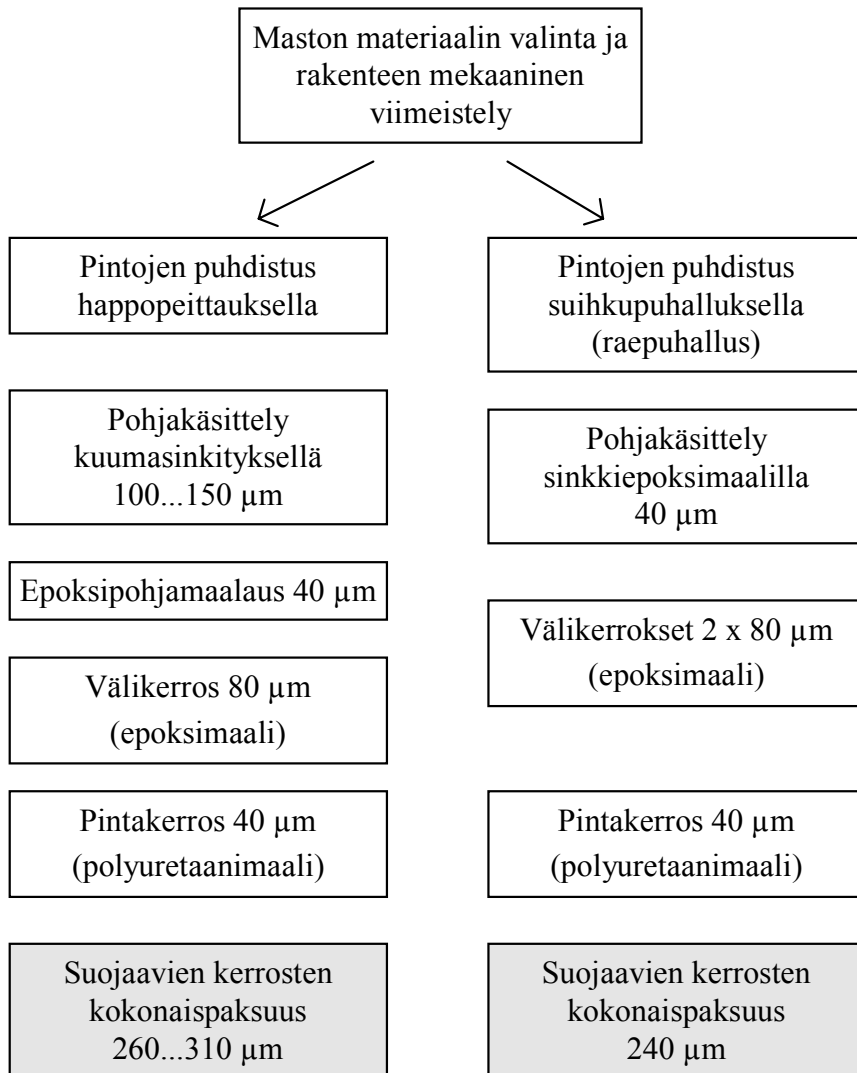 Maston materiaalin valinta ja
rakenteen mekaaninen
viimeistely
Pintojen puhdistus
happopeittauksella
Pohjakäsittely
kuumasinkityksellä
100...150 µm
Epoksipohjamaalaus 40 µm
Välikerros 80 µm
(epoksimaali)
Pintakerros 40 µm
(polyuretaanimaali)
Suojaavien kerrosten
kokonaispaksuus
260...310 µm
Pintojen puhdistus
suihkupuhalluksella
(raepuhallus)
Pohjakäsittely
sinkkiepoksimaalilla
40 µm
Välikerrokset 2 x 80 µm
(epoksimaali)
Pintakerros 40 µm
(polyuretaanimaali)
Suojaavien kerrosten
kokonaispaksuus
240 µm